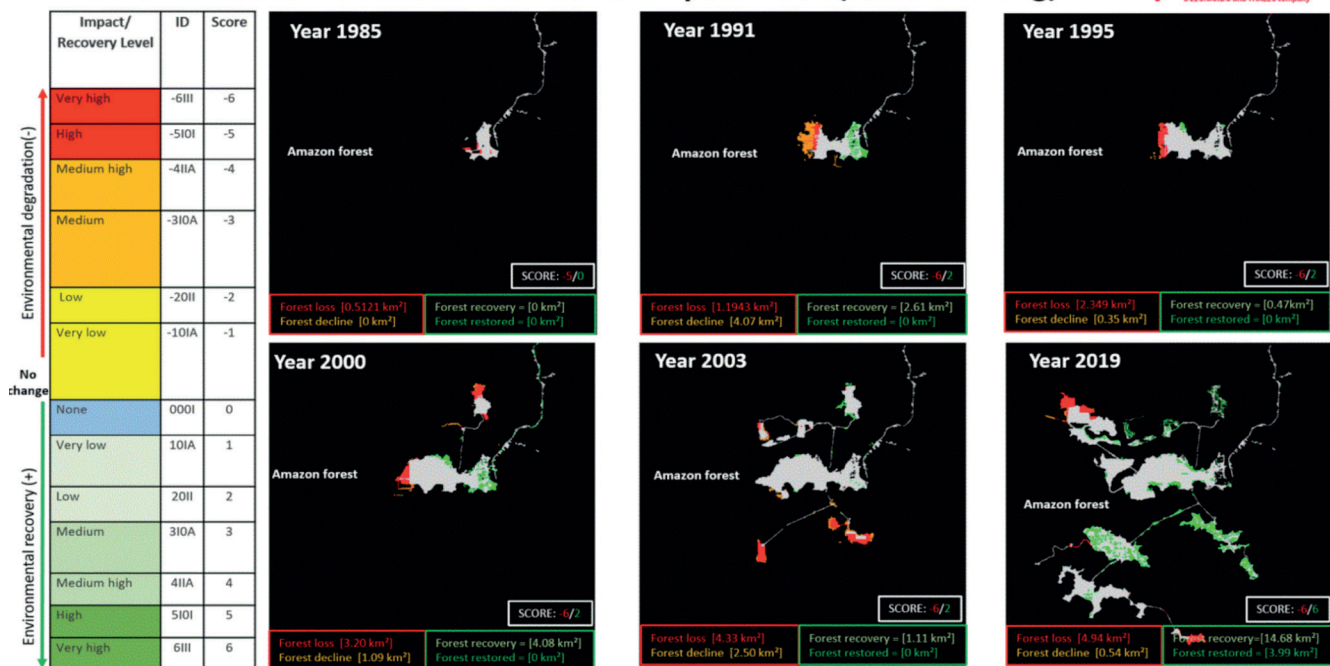 Impact/ Recovery Level ID Score
Very high -6III -6
High -5I0I -5
Medium high -4IIA -4
Medium -3I0A -3
Low -20II -2
Very low -10IA -1
None 000I 0
Very low 10IA 1
Low 20II 2
Medium 3I0A 3
Medium high 4IIA 4
High 5I0I 5
Very high 6III 6
Environmental degradation(-)
No change
Environmental recovery (+)
Year 1985
Amazon forest
SCORE: -5/0
Forest loss [0.5121 km²]
Forest decline [0 km²]
Forest recovery = [0 km²]
Forest restored = [0 km²]
Year 1991
Amazon forest
SCORE: -6/2
Forest loss [1.1943 km²]
Forest decline [4.07 km²]
Forest recovery = [2.61 km²]
Forest restored = [0 km²]
Year 1995
Amazon forest
SCORE: -6/2
Forest loss [2.349 km²]
Forest decline [0.35 km²]
Forest recovery = [0.47km²]
Forest restored = [0 km²]
Year 2000
Amazon forest
SCORE: -6/2
Forest loss [3.20 km²]
Forest decline [1.09 km²]
Forest recovery = [4.08 km²]
Forest restored = [0 km²]
Year 2003
Amazon forest
SCORE: -6/2
Forest loss [4.33 km²]
Forest decline [2.50 km²]
Forest recovery = [1.11 km²]
Forest restored = [0 km²]
Year 2019
Amazon forest
SCORE: -6/6
Forest loss [4.94 km²]
Forest decline [0.54 km²]
Forest recovery=[14.68 km²]
Forest restored = [3.99 km²]